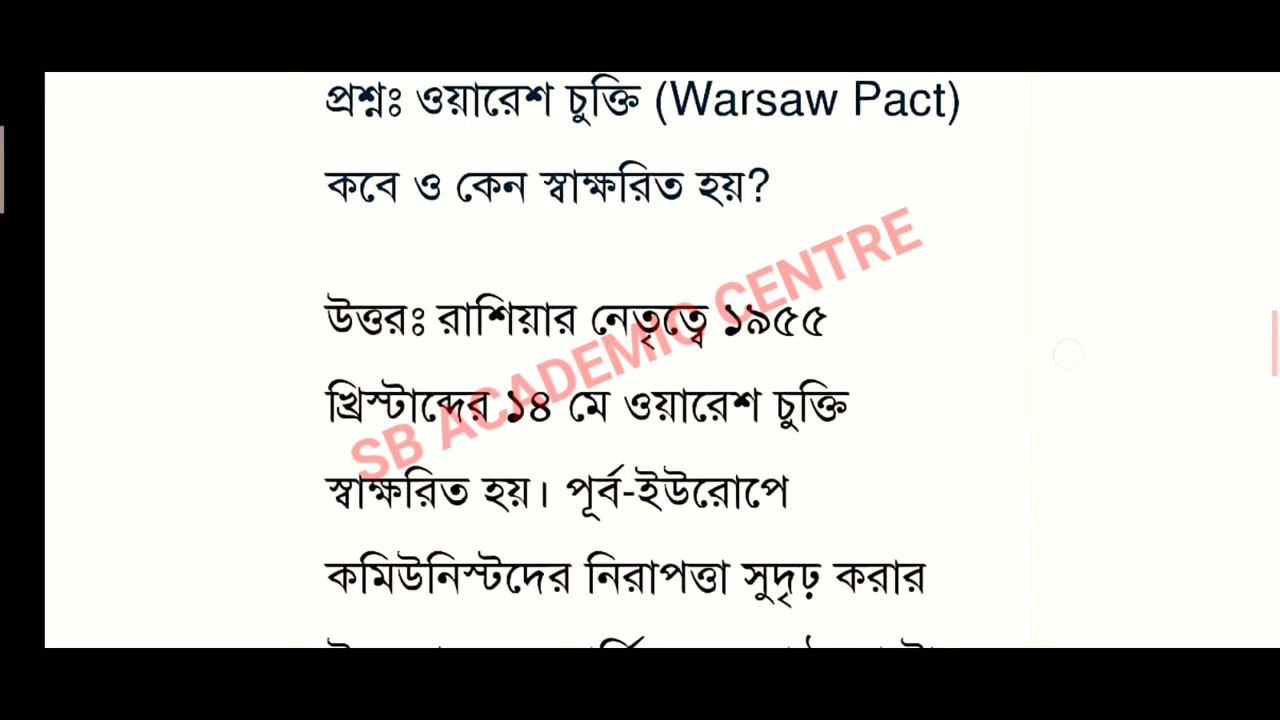 প্রশ্নঃ ওয়ারেশ চুক্তি (Warsaw Pact)
কবে ও কেন স্বাক্ষরিত হয়?
উত্তরঃ রাশিয়ার নেতৃত্বে ১৯৫৫
খ্রিস্টাব্দের ১৪ মে ওয়ারেশ চুক্তি
স্বাক্ষরিত হয়। পূর্ব-ইউরোপে
কমিউনিস্টদের নিরাপত্তা সুদৃঢ় করার
SB ACADEMIC CENTRE